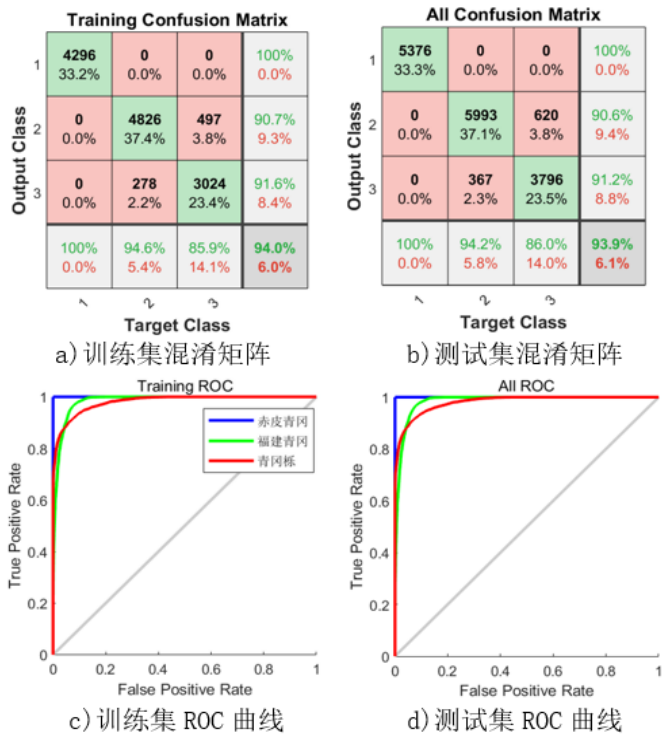 Training Confusion Matrix
Output Class
1
4296 0 0 100%
33.2% 0.0% 0.0% 0.0%
2
0 4826 497 90.7%
0.0% 37.4% 3.8% 9.3%
3
0 278 3024 91.6%
0.0% 2.2% 23.4% 8.4%
100% 94.6% 85.9% 94.0%
0.0% 5.4% 14.1% 6.0%
1 2 3
Target Class
a)训练集混淆矩阵
All Confusion Matrix
Output Class
1
5376 0 0 100%
33.3% 0.0% 0.0% 0.0%
2
0 5993 620 90.6%
0.0% 37.1% 3.8% 9.4%
3
0 367 3796 91.2%
0.0% 2.3% 23.5% 8.8%
100% 94.2% 86.0% 93.9%
0.0% 5.8% 14.0% 6.1%
1 2 3
Target Class
b)测试集混淆矩阵
Training ROC
True Positive Rate
1
0.8
0.6
0.4
0.2
0
赤皮青冈
福建青冈
青冈栎
0 0.2 0.4 0.6 0.8 1
False Positive Rate
c)训练集 ROC 曲线
All ROC
True Positive Rate
1
0.8
0.6
0.4
0.2
0
0 0.2 0.4 0.6 0.8 1
False Positive Rate
d)测试集 ROC 曲线